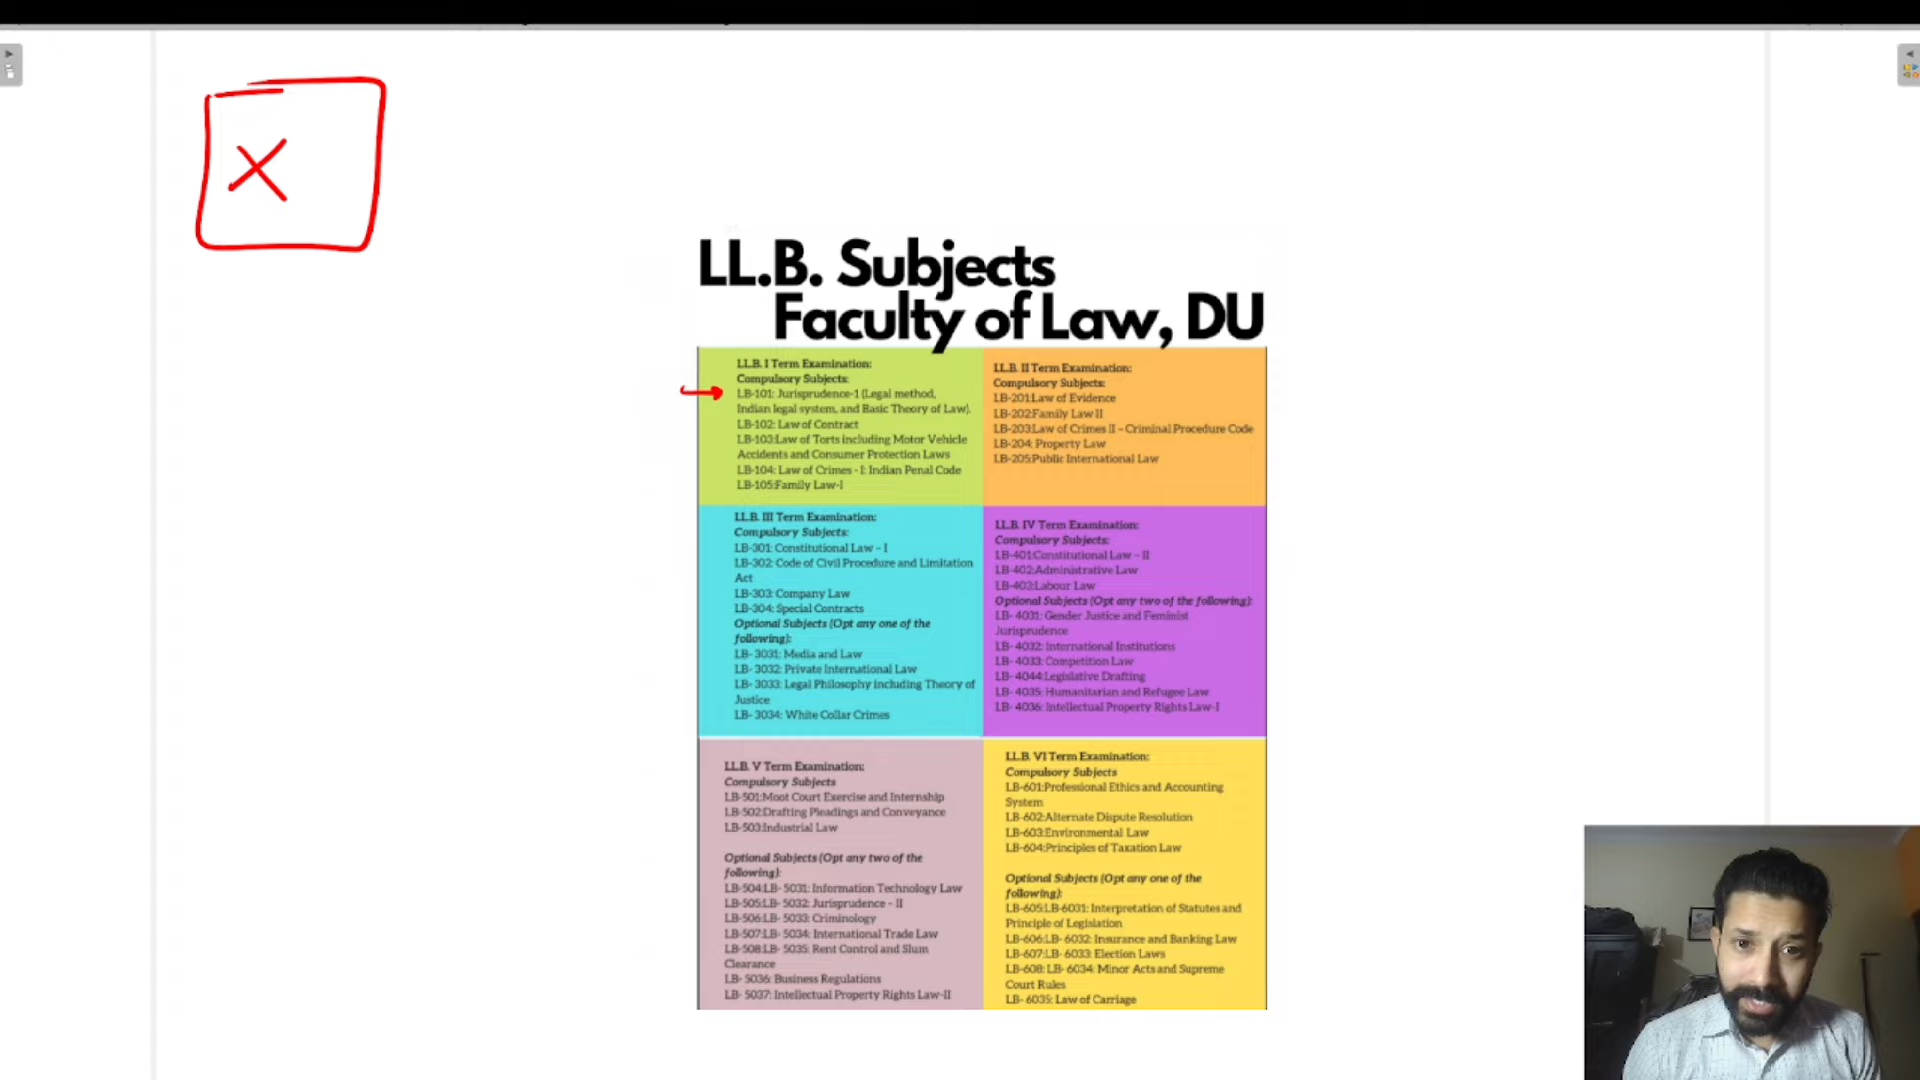 X
LL.B. Subjects
Faculty of Law, DU
LL.B. I Term Examination:
Compulsory Subjects:
LB-101: Jurisprudence-1 (Legal method,
Indian legal system, and Basic Theory of Law).
LB-102: Law of Contract
LB-103:Law of Torts including Motor Vehicle
Accidents and Consumer Protection Laws
LB-104: Law of Crimes - I: Indian Penal Code
LB-105:Family Law-I
LL.B. II Term Examination:
Compulsory Subjects:
LB-201:Law of Evidence
LB-202:Family Law II
LB-203:Law of Crimes II – Criminal Procedure Code
LB-204: Property Law
LB-205:Public International Law
LL.B. III Term Examination:
Compulsory Subjects:
LB-301: Constitutional Law – I
LB-302: Code of Civil Procedure and Limitation
Act
LB-303: Company Law
LB-304: Special Contracts
Optional Subjects (Opt any one of the
following):
LB- 3031: Media and Law
LB- 3032: Private International Law
LB- 3033: Legal Philosophy including Theory of
Justice
LB- 3034: White Collar Crimes
LL.B. IV Term Examination:
Compulsory Subjects:
LB-401:Constitutional Law – II
LB-402:Administrative Law
LB-403:Labour Law
Optional Subjects (Opt any two of the following):
LB- 4031: Gender Justice and Feminist
Jurisprudence
LB- 4032: International Institutions
LB- 4033: Competition Law
LB- 4044:Legislative Drafting
LB- 4035: Humanitarian and Refugee Law
LB- 4036: Intellectual Property Rights Law-I
LL.B. V Term Examination:
Compulsory Subjects
LB-501:Moot Court Exercise and Internship
LB-502:Drafting Pleadings and Conveyance
LB-503:Industrial Law
Optional Subjects (Opt any two of the
following):
LB-504:LB- 5031: Information Technology Law
LB-505:LB- 5032: Jurisprudence – II
LB-506:LB- 5033: Criminology
LB-507:LB- 5034: International Trade Law
LB-508:LB- 5035: Rent Control and Slum
Clearance
LB- 5036: Business Regulations
LB- 5037: Intellectual Property Rights Law-II
LL.B. VI Term Examination:
Compulsory Subjects
LB-601:Professional Ethics and Accounting
System
LB-602:Alternate Dispute Resolution
LB-603:Environmental Law
LB-604:Principles of Taxation Law
Optional Subjects (Opt any one of the
following):
LB-605:LB-6031: Interpretation of Statutes and
Principle of Legislation
LB-606:LB- 6032: Insurance and Banking Law
LB-607:LB- 6033: Election Laws
LB-608: LB- 6034: Minor Acts and Supreme
Court Rules
LB- 6035: Law of Carriage